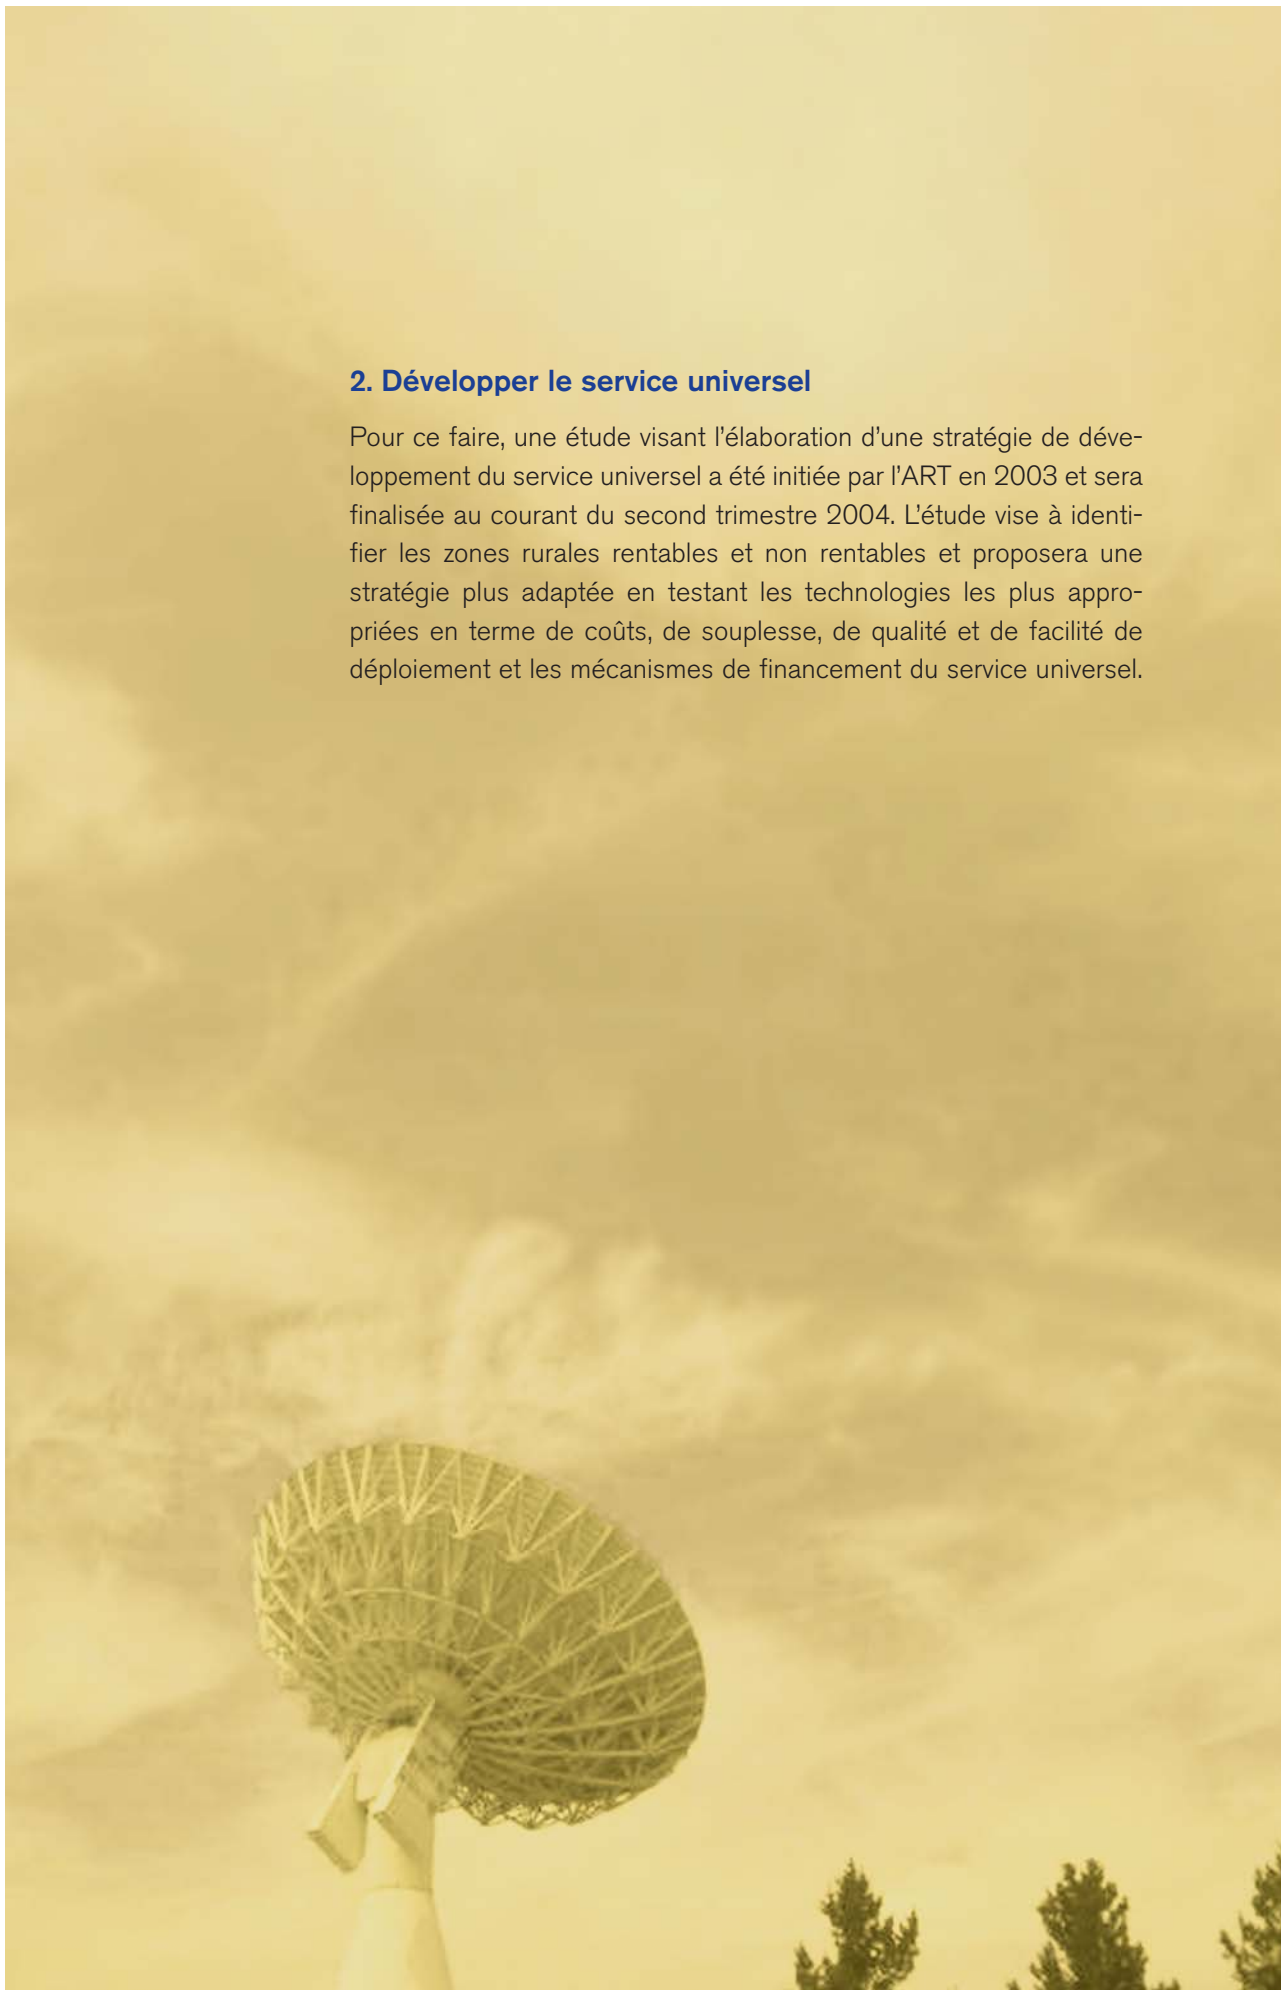 2. Développer le service universel
Pour ce faire, une étude visant l'élaboration d'une stratégie de déve-
loppement du service universel a été initiée par l'ART en 2003 et sera
finalisée au courant du second trimestre 2004. L'étude vise à identi-
fier les zones rurales rentables et non rentables et proposera une
stratégie plus adaptée en testant les technologies les plus appro-
priées en terme de coûts, de souplesse, de qualité et de facilité de
déploiement et les mécanismes de financement du service universel.